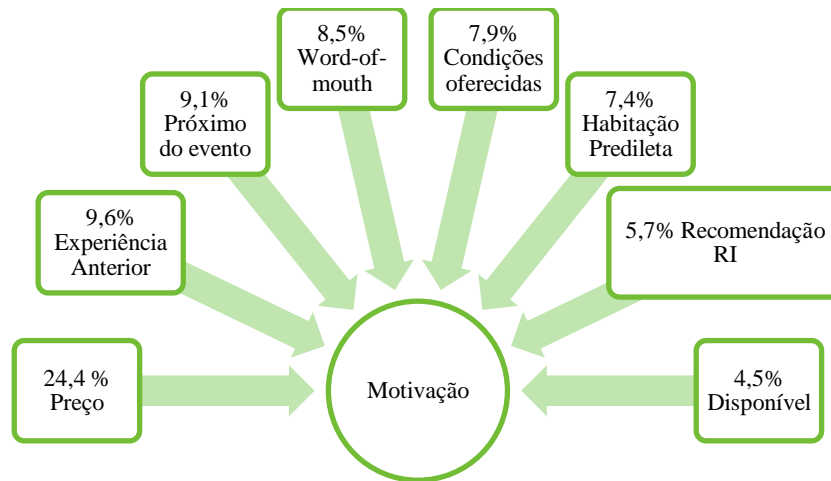 8,5%
Word-of-
mouth
7,9%
Condições
oferecidas
9,1%
Próximo
do evento
7,4%
Habitação
Predileta
9,6%
Experiência
Anterior
5,7% Recomendação
RI
24,4 %
Preço
Motivação
4,5%
Disponível